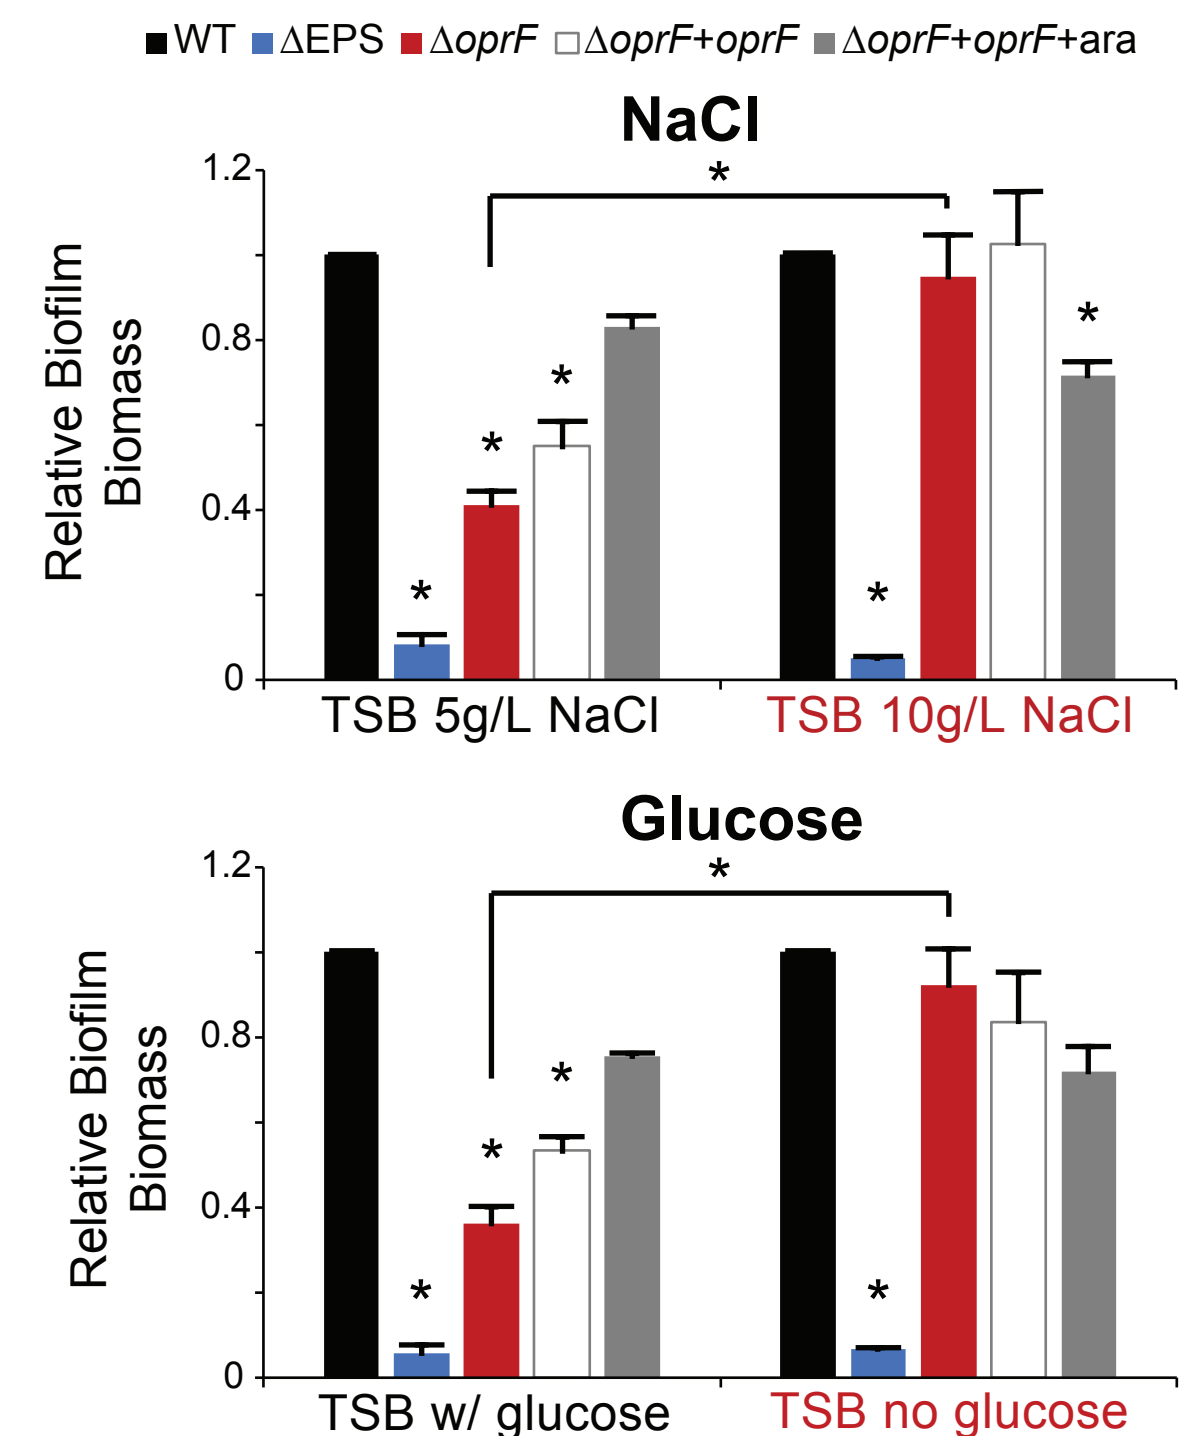 WT ΔEPS ΔoprF ΔoprF+oprF ΔoprF+oprF+ara
NaCl
*
1.2
0.8
0.4
0
Relative Biofilm
Biomass
* * * * *
TSB 5g/L NaCl TSB 10g/L NaCl
Glucose
*
1.2
0.8
0.4
0
Relative Biofilm
Biomass
* * * *
TSB w/ glucose TSB no glucose